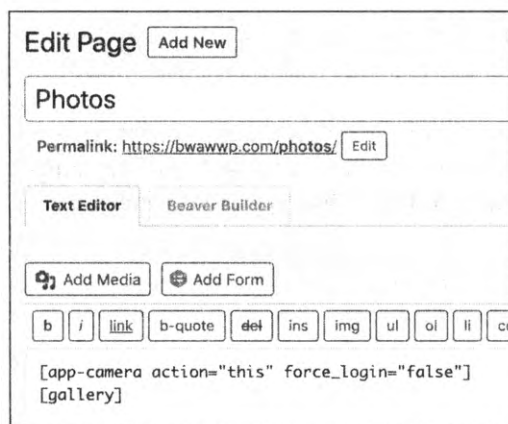 Edit Page Add New
Photos
Permalink: https://bwawwp.com/photos/ Edit
Text Editor Beaver Builder
Add Media Add Form
b i link b-quote del ins img ul ol li
[app-camera action="this" force_login="false"]
[gallery]